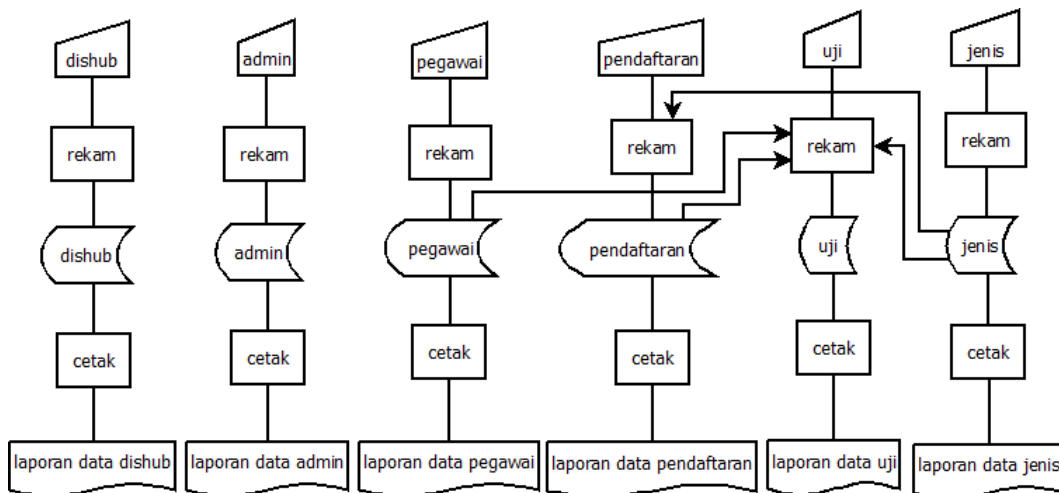 dishub
admin
pegawai
pendaftaran
uji
jenis
rekam
rekam
rekam
rekam
rekam
rekam
dishub
admin
pegawai
pendaftaran
uji
jenis
cetak
cetak
cetak
cetak
cetak
cetak
laporan data dishub
laporan data admin
laporan data pegawai
laporan data pendaftaran
laporan data uji
laporan data jenis